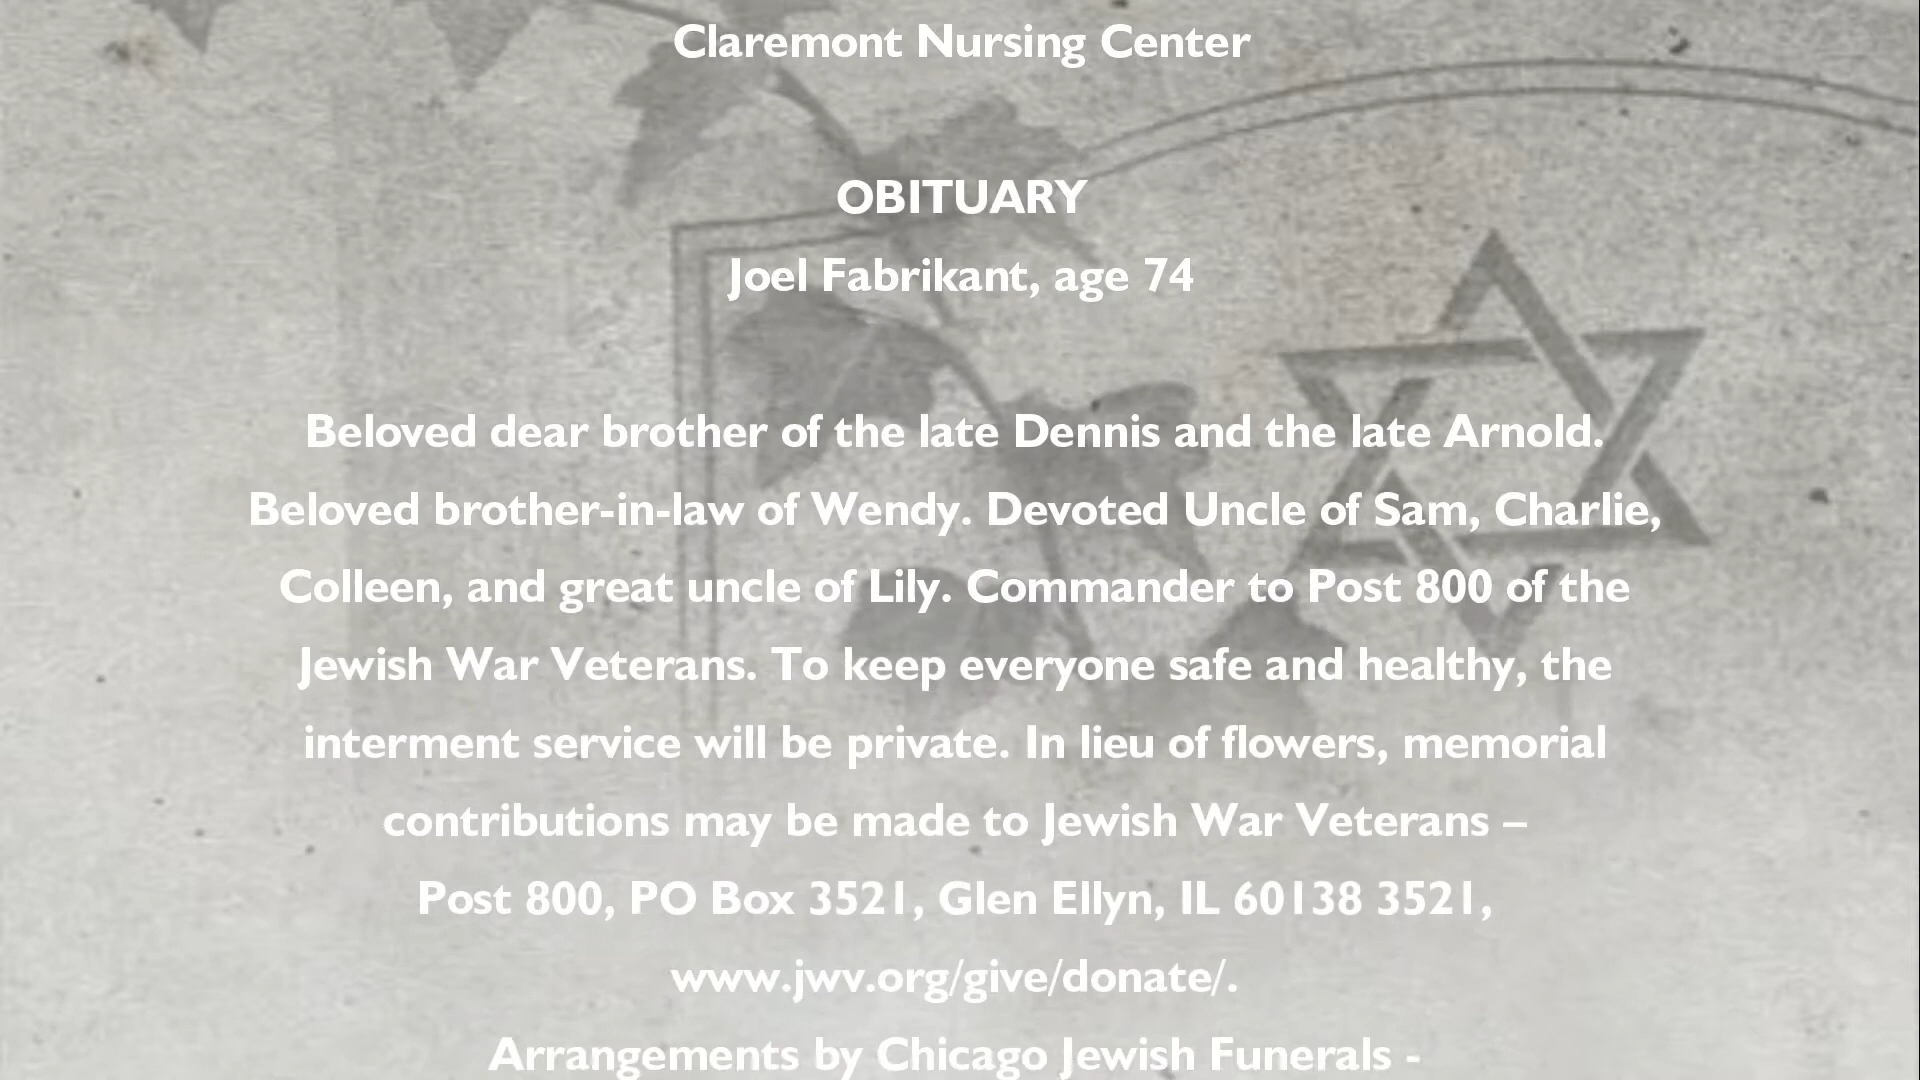 Claremont Nursing Center
OBITUARY
Joel Fabrikant, age 74
Beloved dear brother of the late Dennis and the late Arnold.
Beloved brother-in-law of Wendy. Devoted Uncle of Sam, Charlie,
Colleen, and great uncle of Lily. Commander to Post 800 of the
Jewish War Veterans. To keep everyone safe and healthy, the
interment service will be private. In lieu of flowers, memorial
contributions may be made to Jewish War Veterans –
Post 800, PO Box 3521, Glen Ellyn, IL 60138 3521,
www.jwv.org/give/donate/.
Arrangements by Chicago Jewish Funerals -